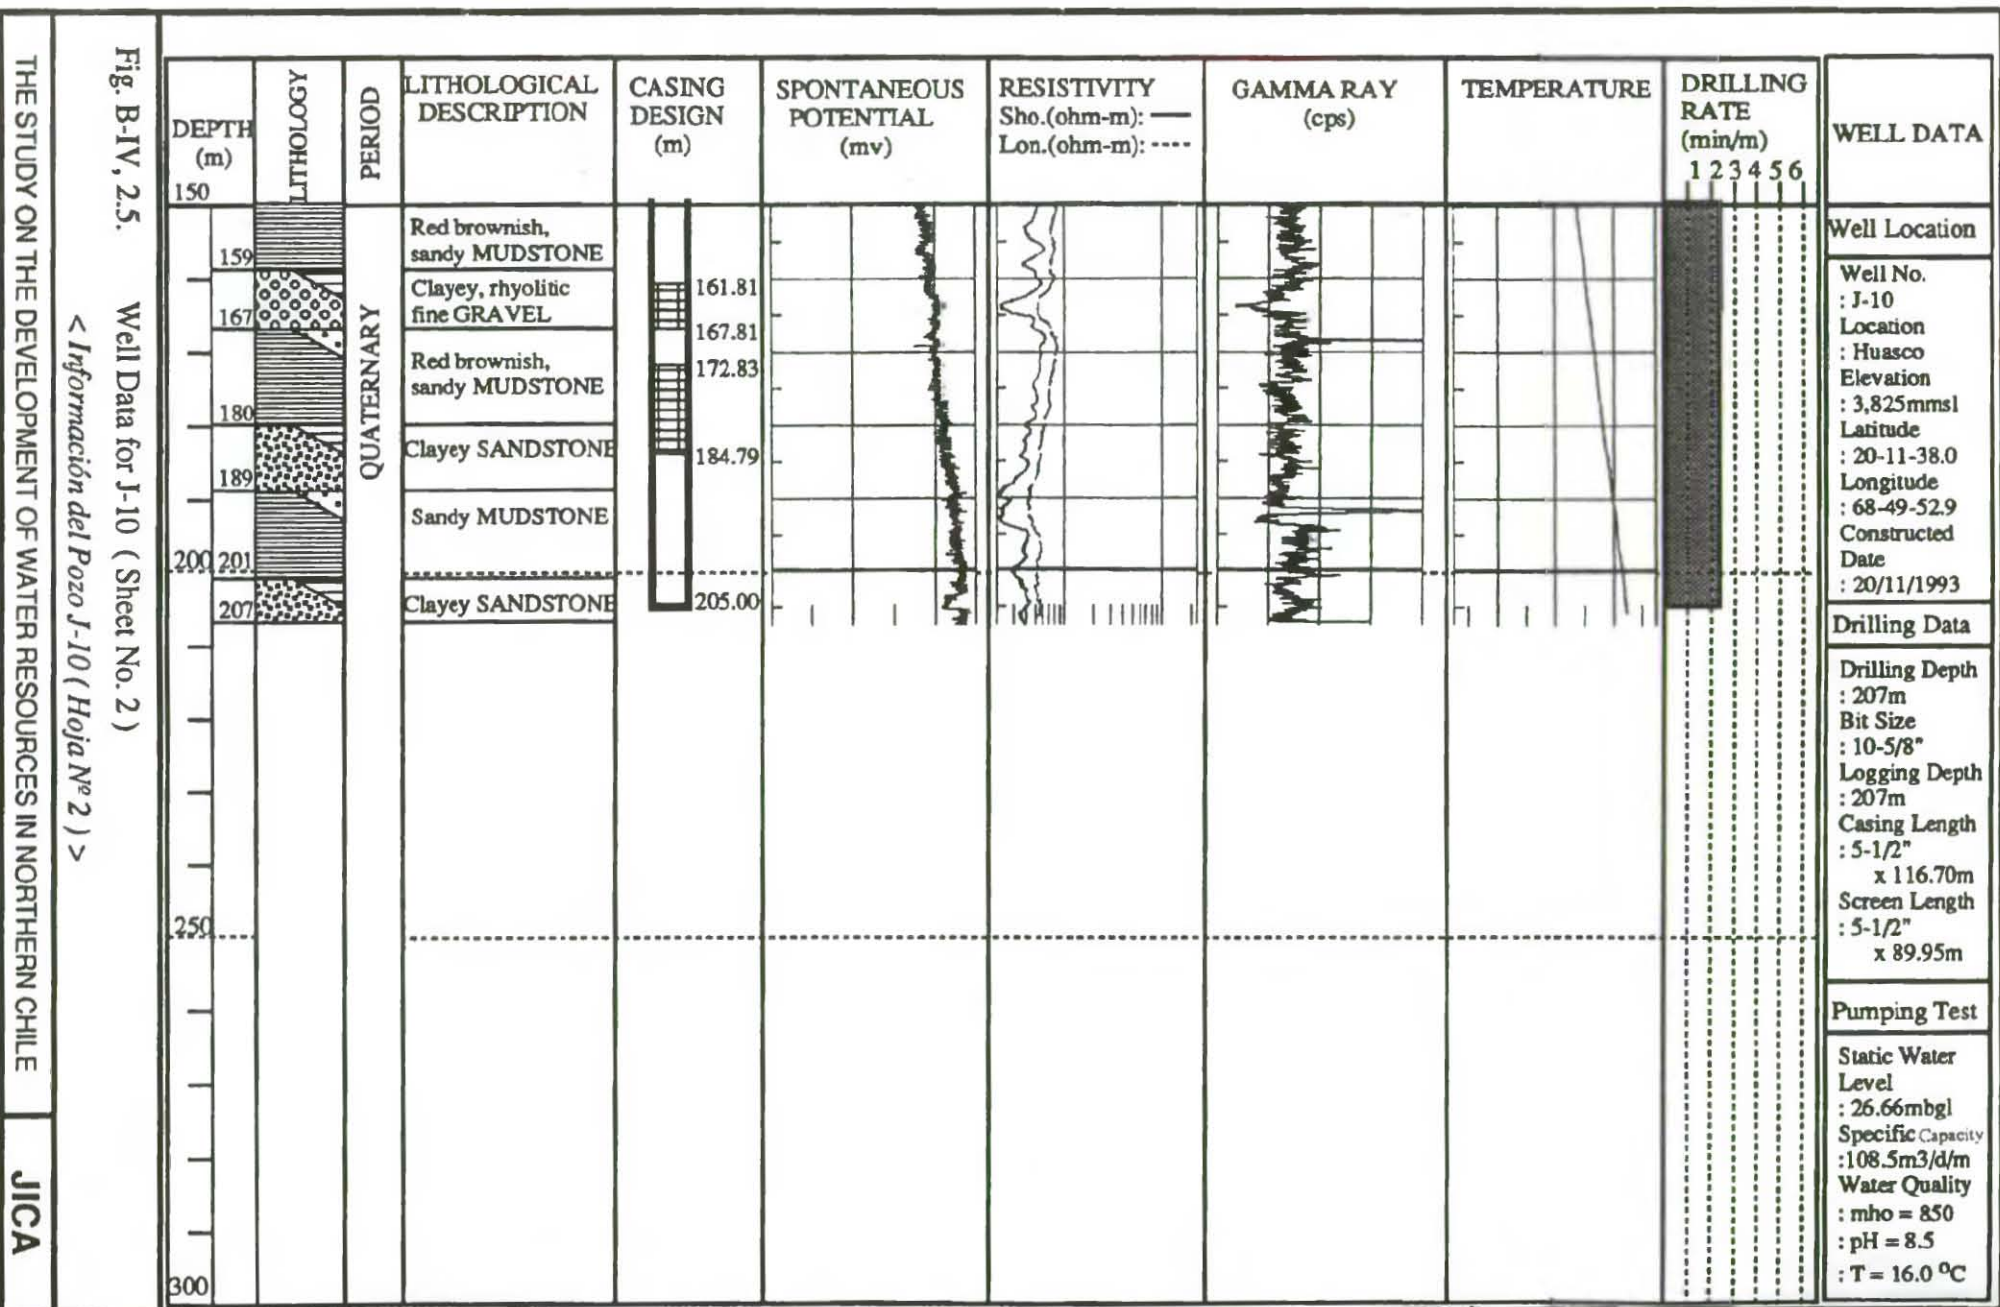 THE STUDY ON THE DEVELOPMENT OF WATER RESOURCES IN NORTHERN CHILE
JICA
Fig. B-IV, 2.5. Well Data for J-10 ( Sheet No. 2 )
< Información del Pozo J-10 ( Hoja Nº 2 ) >
DEPTH
(m)
150
LITHOLOGY
PERIOD
LITHOLOGICAL
DESCRIPTION
CASING
DESIGN
(m)
SPONTANEOUS
POTENTIAL
(mv)
RESISTIVITY
Sho.(ohm-m):
Lon.(ohm-m):
GAMMA RAY
(cps)
TEMPERATURE
DRILLING
RATE
(min/m)
1 2 3 4 5 6
159
167
180
189
200
201
207
250
300
QUATERNARY
Red brownish,
sandy MUDSTONE
Clayey, rhyolitic
fine GRAVEL
Red brownish,
sandy MUDSTONE
Clayey SANDSTONE
Sandy MUDSTONE
Clayey SANDSTONE
161.81
167.81
172.83
184.79
205.00
WELL DATA
Well Location
Well No.
: J-10
Location
: Huasco
Elevation
: 3,825mmsl
Latitude
: 20-11-38.0
Longitude
: 68-49-52.9
Constructed
Date
: 20/11/1993
Drilling Data
Drilling Depth
: 207m
Bit Size
: 10-5/8"
Logging Depth
: 207m
Casing Length
: 5-1/2"
x 116.70m
Screen Length
: 5-1/2"
x 89.95m
Pumping Test
Static Water
Level
: 26.66mbgl
Specific Capacity
:108.5m3/d/m
Water Quality
: mho = 850
: pH = 8.5
: T = 16.0 ºC